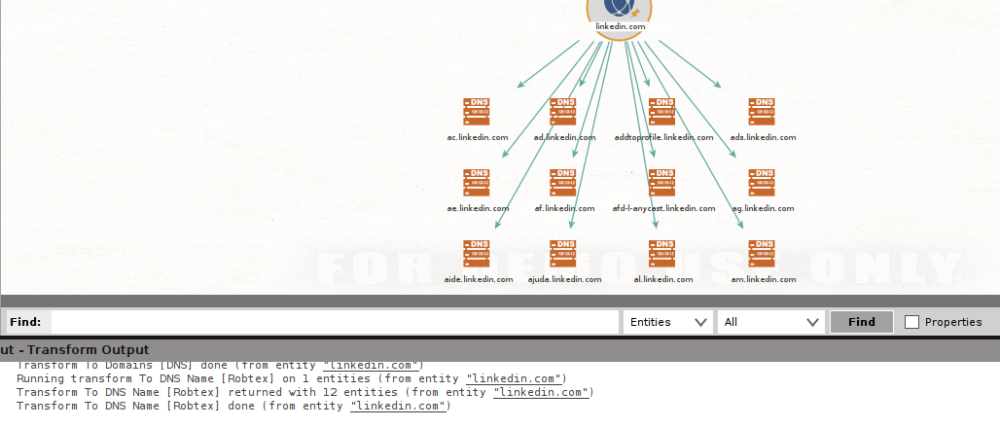 linkedin.com
DNS DNS DNS DNS
ac.linkedin.com ad.linkedin.com addtoprofile.linkedin.com ads.linkedin.com
DNS DNS DNS DNS
ae.linkedin.com af.linkedin.com afd-l-anycast.linkedin.com ag.linkedin.com
DNS DNS DNS DNS
aide.linkedin.com ajuda.linkedin.com al.linkedin.com am.linkedin.com
FOR DEMO USE ONLY
Find: Entities All Find Properties
ut - Transform Output
Transform To Domains [DNS] done (from entity "linkedin.com")
Running transform To DNS Name [Robtex] on 1 entities (from entity "linkedin.com")
Transform To DNS Name [Robtex] returned with 12 entities (from entity "linkedin.com")
Transform To DNS Name [Robtex] done (from entity "linkedin.com")